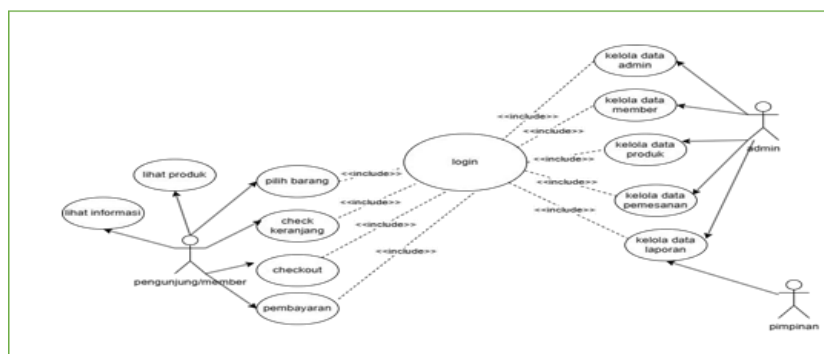 kelola data
admin
kelola data
member
<<include>>
<<include>>
admin
kelola data
produk
login
lihat produk
<<include>>
pilih barang
<<include>>
<<include>>
kelola data
pemesanan
lihat informasi
check
keranjang
<<include>>
<<include>>
<<include>>
kelola data
laporan
<<include>>
checkout
pengunjung/member
pembayaran
pimpinan